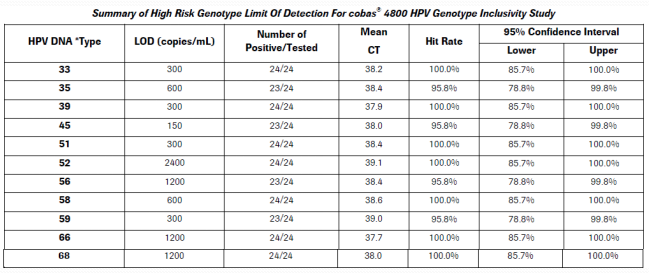 Summary of High Risk Genotype Limit Of Detection For cobas® 4800 HPV Genotype Inclusivity Study
HPV DNA *Type LOD (copies/mL) Number of Positive/Tested Mean CT Hit Rate 95% Confidence Interval
Lower Upper
33 300 24/24 38.2 100.0% 85.7% 100.0%
35 600 23/24 38.4 95.8% 78.8% 99.8%
39 300 24/24 37.9 100.0% 85.7% 100.0%
45 150 23/24 38.0 95.8% 78.8% 99.8%
51 300 24/24 38.4 100.0% 85.7% 100.0%
52 2400 24/24 39.1 100.0% 85.7% 100.0%
56 1200 23/24 38.4 95.8% 78.8% 99.8%
58 600 24/24 38.6 100.0% 85.7% 100.0%
59 300 23/24 39.0 95.8% 78.8% 99.8%
66 1200 24/24 37.7 100.0% 85.7% 100.0%
68 1200 24/24 38.0 100.0% 85.7% 100.0%